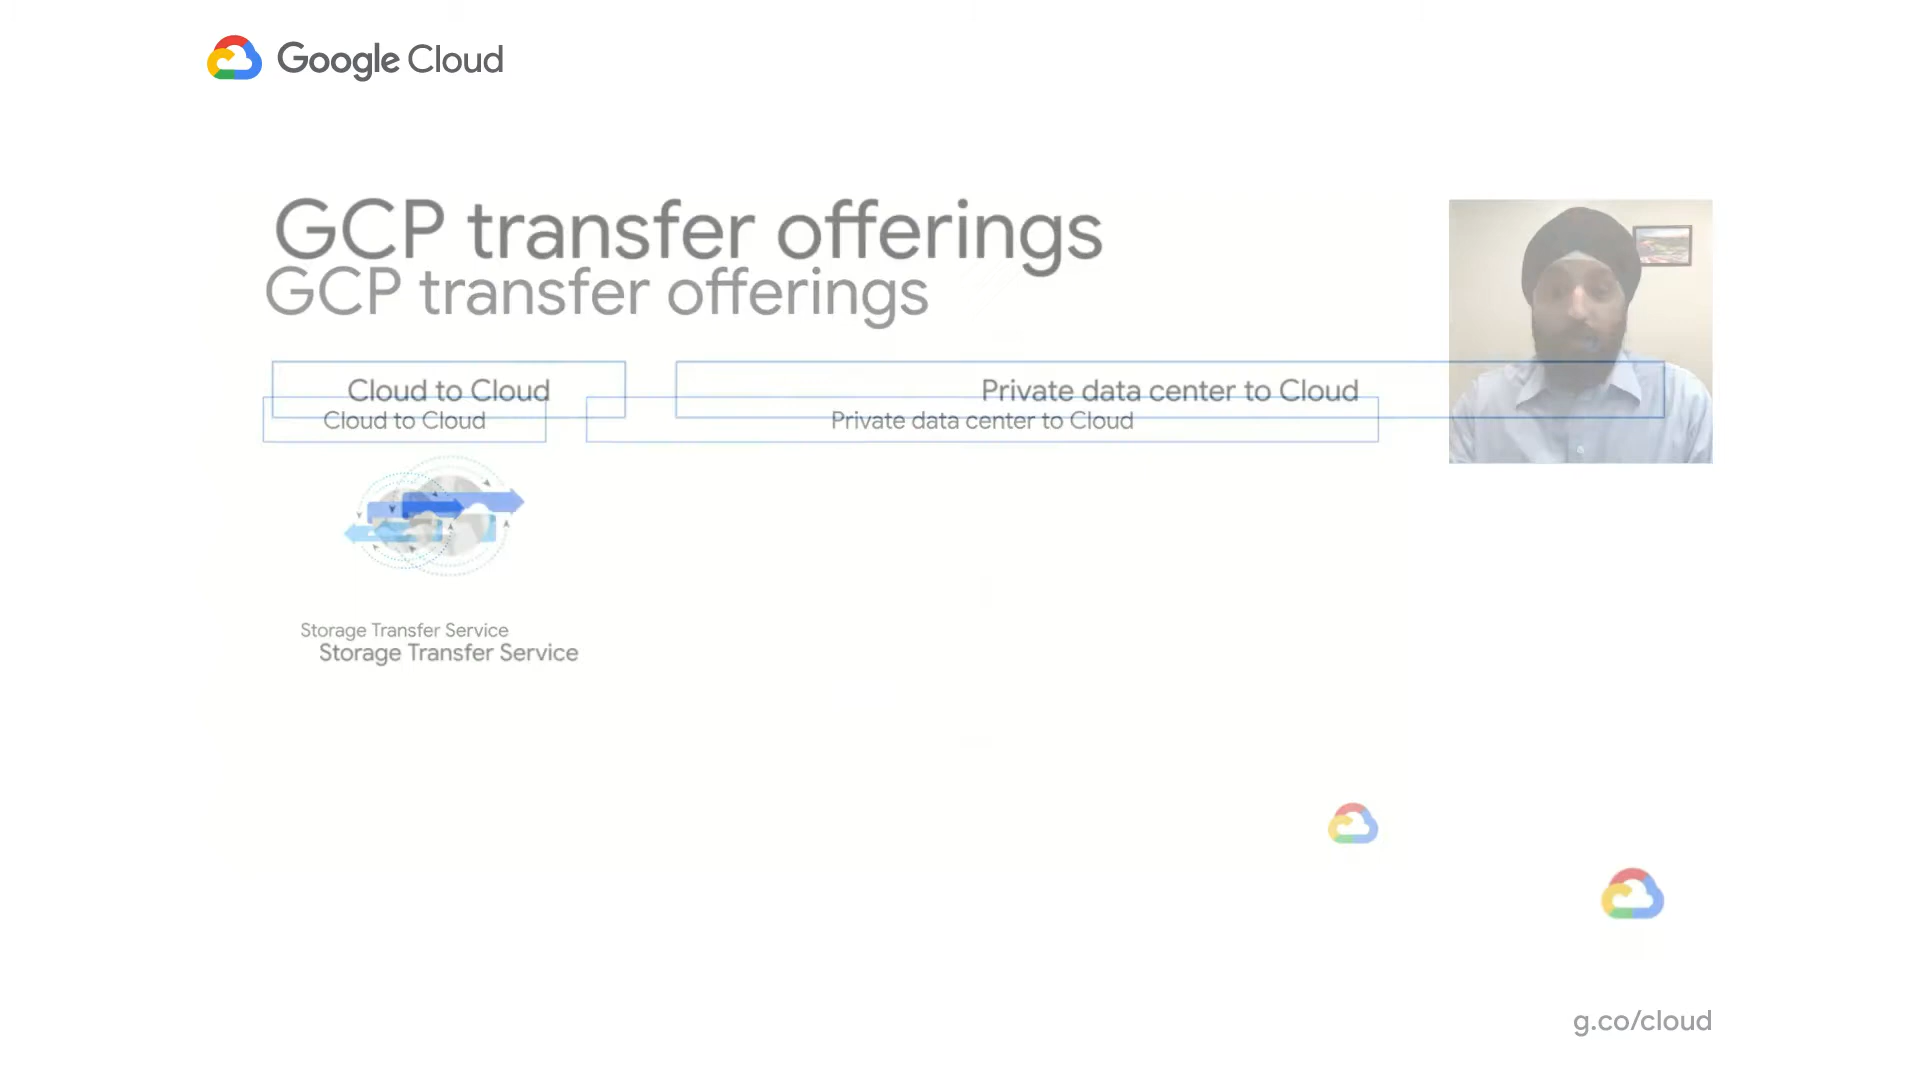 Google Cloud
GCP transfer offerings
GCP transfer offerings
Cloud to Cloud
Private data center to Cloud
Cloud to Cloud
Private data center to Cloud
Storage Transfer Service
Storage Transfer Service
g.co/cloud